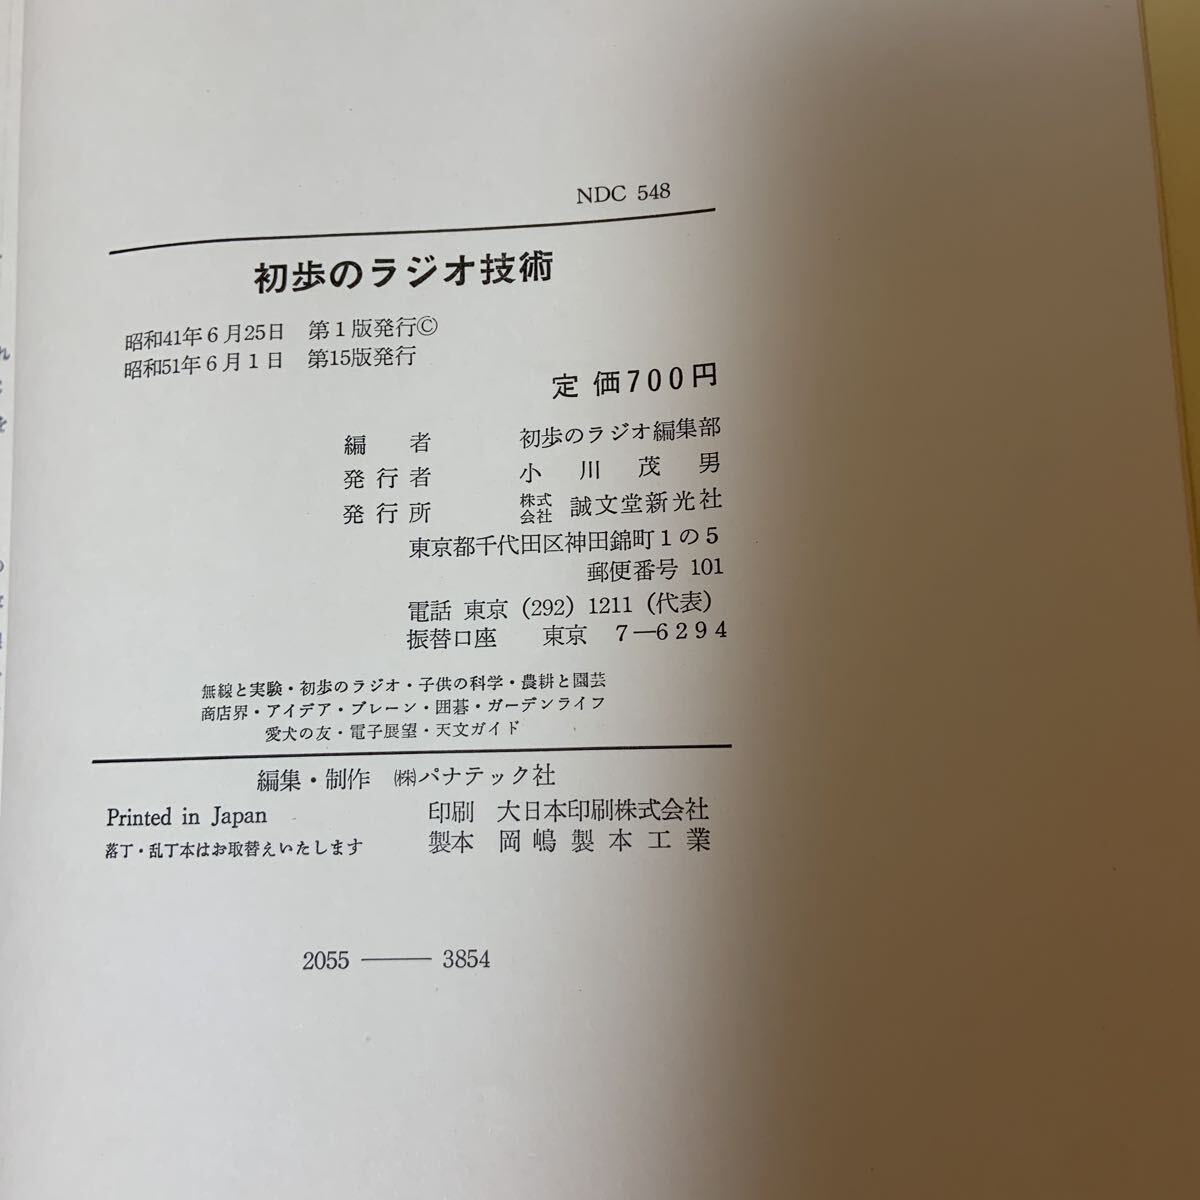 NDC 548
初歩のラジオ技術
昭和41年6月25日 第1版発行©
昭和51年6月1日 第15版発行
定 価700円
編 者 初歩のラジオ編集部
発行者 小川茂男
発行所 株式会社 誠文堂新光社
東京都千代田区神田錦町1の5
郵便番号 101
電話 東京 (292) 1211 (代表)
振替口座 東京 7―6294
無線と実験・初歩のラジオ・子供の科学・農耕と園芸
商店界・アイデア・ブレーン・囲碁・ガーデンライフ
愛犬の友・電子展望・天文ガイド
編集・制作 ㈱パナテック社
Printed in Japan
印刷 大日本印刷株式会社
落丁・乱丁本はお取替えいたします
製本 岡嶋製本工業
2055 ―― 3854